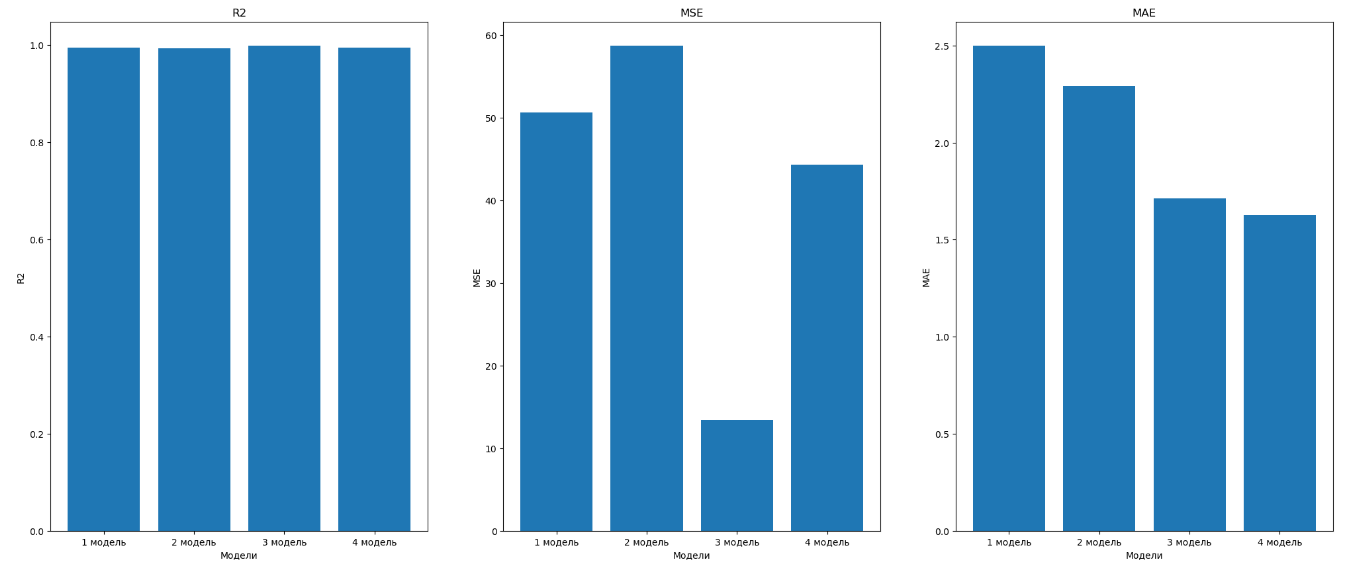 R2
1.0
0.8
0.6
0.4
0.2
0.0
R2
1 модель 2 модель 3 модель 4 модель
Модели
MSE
60
50
40
30
20
10
0
MSE
1 модель 2 модель 3 модель 4 модель
Модели
MAE
2.5
2.0
1.5
1.0
0.5
0.0
MAE
1 модель 2 модель 3 модель 4 модель
Модели